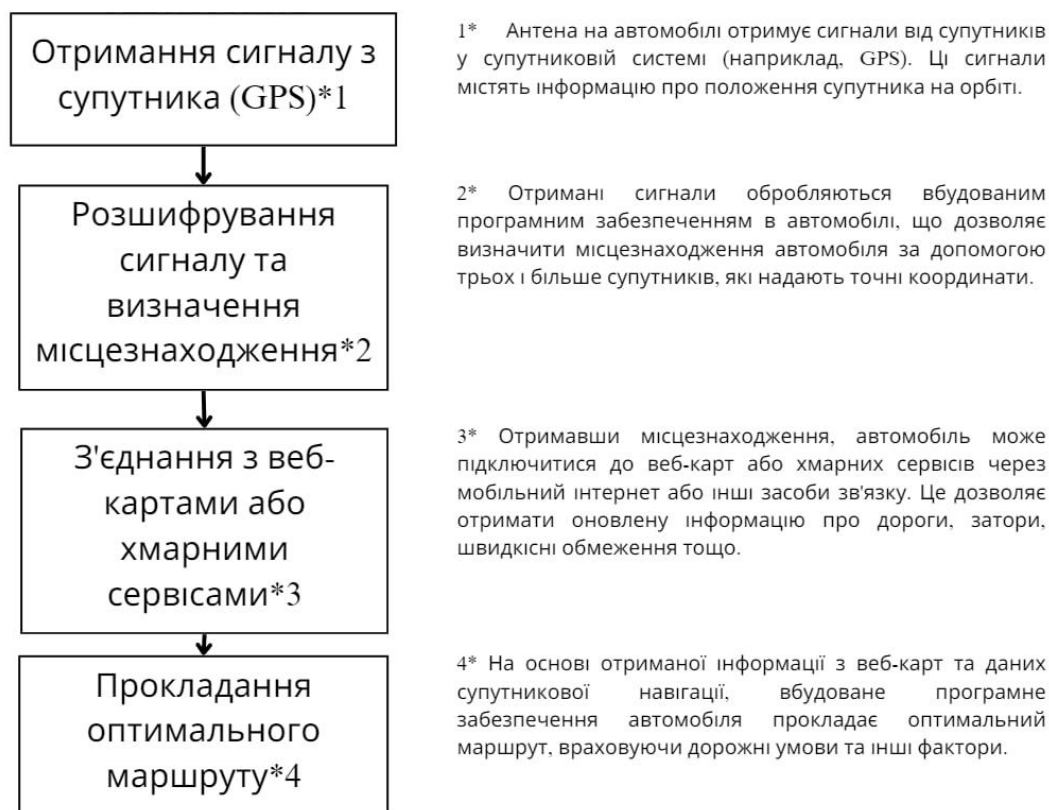 Отримання сигналу з
супутника (GPS)*1
1* Антена на автомобілі отримує сигнали від супутників
у супутниковій системі (наприклад, GPS). Ці сигнали
містять інформацію про положення супутника на орбіті.
Розшифрування
сигналу та
визначення
місцезнаходження*2
2* Отримані сигнали обробляються вбудованим
програмним забезпеченням в автомобілі, що дозволяє
визначити місцезнаходження автомобіля за допомогою
трьох і більше супутників, які надають точні координати.
З'єднання з веб-
картами або
хмарними
сервісами*3
3* Отримавши місцезнаходження, автомобіль може
підключитися до веб-карт або хмарних сервісів через
мобільний інтернет або інші засоби зв'язку. Це дозволяє
отримати оновлену інформацію про дороги, затори,
швидкісні обмеження тощо.
Прокладання
оптимального
маршруту*4
4* На основі отриманої інформації з веб-карт та даних
супутникової навігації, вбудоване програмне
забезпечення автомобіля прокладає оптимальний
маршрут, враховуючи дорожні умови та інші фактори.